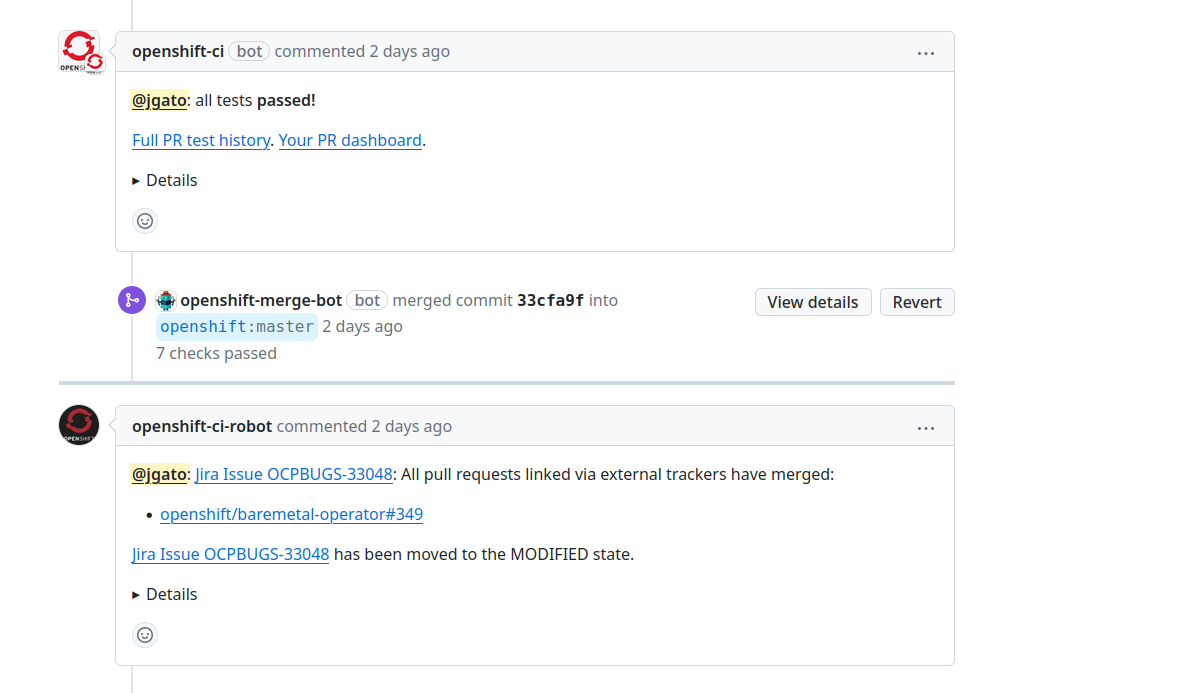 openshift-ci bot commented 2 days ago
@jgato: all tests passed!
Full PR test history. Your PR dashboard.
Details
openshift-merge-bot bot merged commit 33cfa9f into
View details Revert
openshift:master 2 days ago
7 checks passed
openshift-ci-robot commented 2 days ago
OPENSHIFT
@jgato: Jira Issue OCPBUGS-33048: All pull requests linked via external trackers have merged:
• openshift/baremetal-operator#349
Jira Issue OCPBUGS-33048 has been moved to the MODIFIED state.
Details